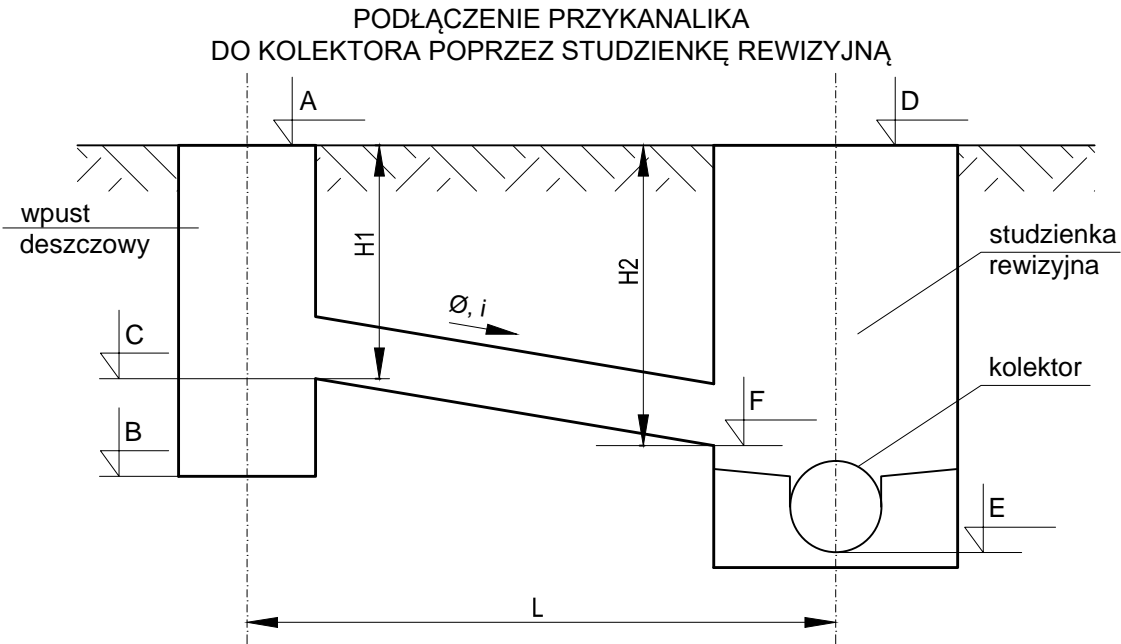 PODŁĄCZENIE PRZYKANALIKA
DO KOLEKTORA POPRZEZ STUDZIENKĘ REWIZYJNĄ
A
D
wpust
deszczowy
H1
H2
studzienka
rewizyjna
Ø, i
C
kolektor
F
B
E
L